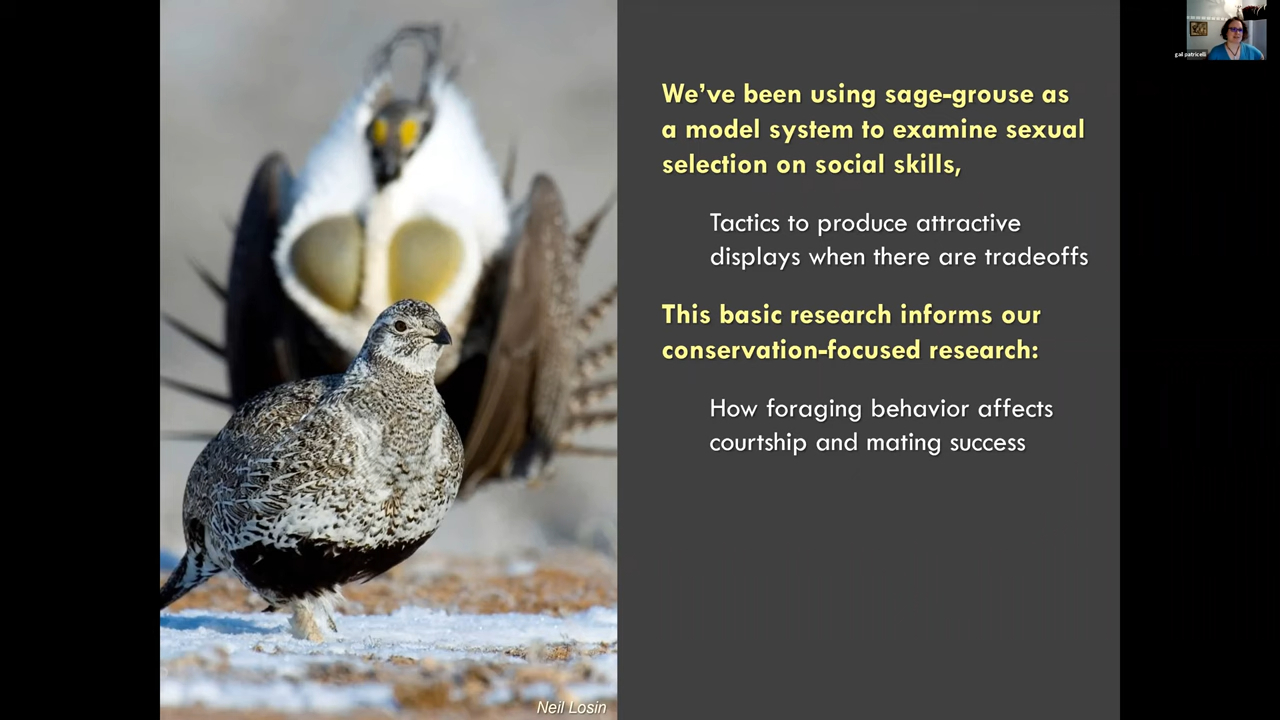 We've been using sage-grouse as
a model system to examine sexual
selection on social skills,
Tactics to produce attractive
displays when there are tradeoffs
This basic research informs our
conservation-focused research:
How foraging behavior affects
courtship and mating success
Neil Losin
gail patricelli